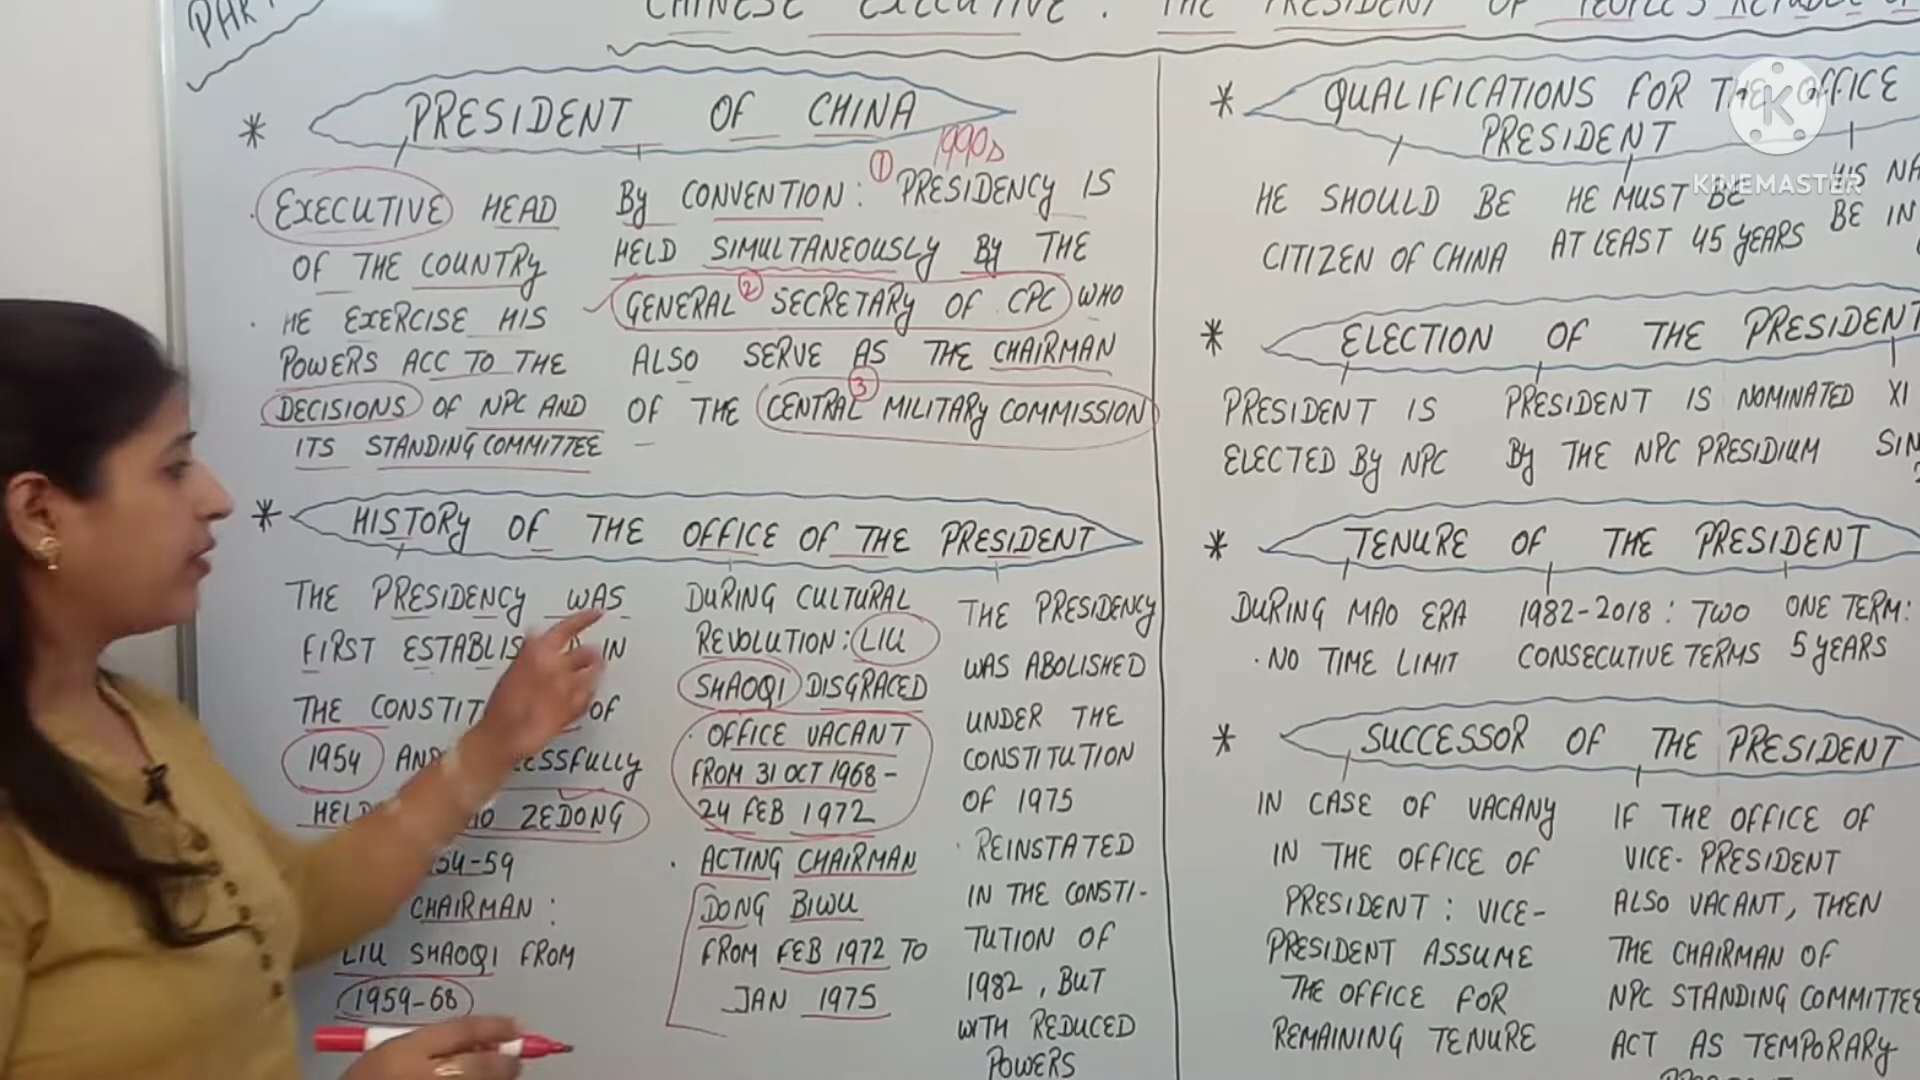 PART
CHINESE EXECUTIVE: THE PRESIDENT OF PEOPLE'S REPUBLIC OF
* PRESIDENT OF CHINA
· EXECUTIVE HEAD
OF THE COUNTRY
· HE EXERCISE HIS
POWERS ACC TO THE
DECISIONS OF NPC AND
ITS STANDING COMMITTEE
1990s
BY CONVENTION: ① PRESIDENCY IS
HELD SIMULTANEOUSLY BY THE
② GENERAL SECRETARY OF CPC WHO
ALSO SERVE AS THE CHAIRMAN
③
OF THE CENTRAL MILITARY COMMISSION
* HISTORY OF THE OFFICE OF THE PRESIDENT
THE PRESIDENCY WAS
FIRST IN
THE OF
1954
ZEDONG
-59
CHAIRMAN:
LIU SHAOQI FROM
1959-68
DURING CULTURAL
REVOLUTION: LIU
SHAOQI DISGRACED
· OFFICE VACANT
FROM 31 OCT 1968-
24 FEB 1972
· ACTING CHAIRMAN
DONG BIWU
FROM FEB 1972 TO
JAN 1975
THE PRESIDENCY
WAS ABOLISHED
UNDER THE
CONSTITUTION
OF 1975
· REINSTATED
IN THE CONSTI-
TUTION OF
1982, BUT
WITH REDUCED
POWERS
* QUALIFICATIONS FOR THE OFFICE
PRESIDENT
HE SHOULD BE
CITIZEN OF CHINA
HE MUST BE
AT LEAST 45 YEARS
HIS
BE IN
K
KINEMASTER
* ELECTION OF THE PRESIDENT
PRESIDENT IS
ELECTED BY NPC
PRESIDENT IS NOMINATED
BY THE NPC PRESIDIUM
XI
* TENURE OF THE PRESIDENT
DURING MAO ERA
· NO TIME LIMIT
1982-2018: TWO
CONSECUTIVE TERMS
ONE TERM:
5 YEARS
* SUCCESSOR OF THE PRESIDENT
IN CASE OF VACANY
IN THE OFFICE OF
PRESIDENT: VICE-
PRESIDENT ASSUME
THE OFFICE FOR
REMAINING TENURE
IF THE OFFICE OF
VICE-PRESIDENT
ALSO VACANT, THEN
THE CHAIRMAN OF
NPC STANDING COMMITTEE
ACT AS TEMPORARY